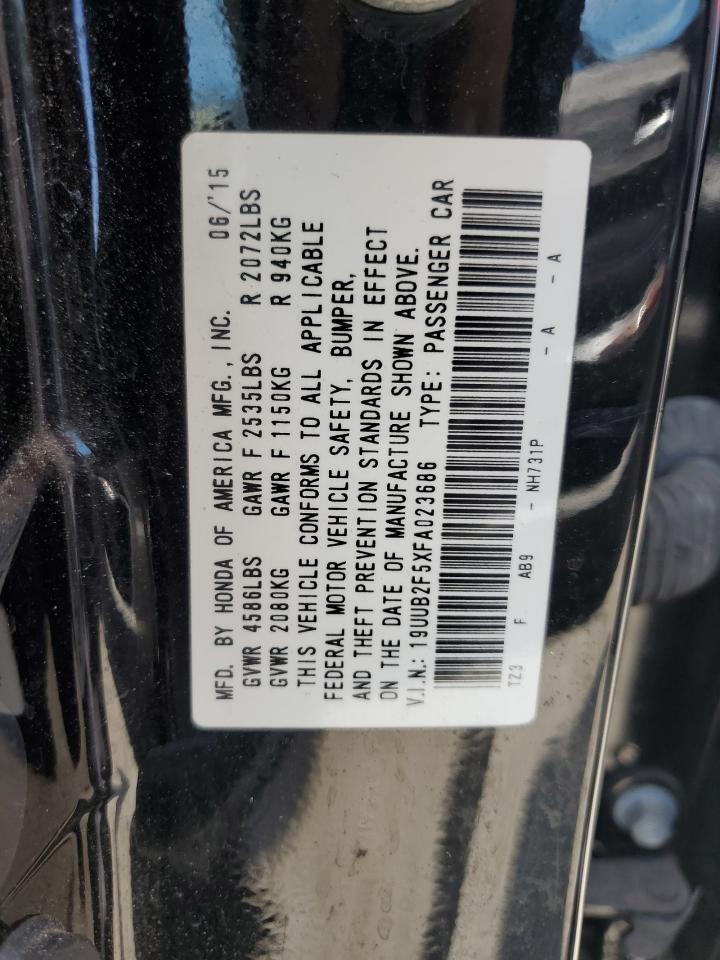 MFD. BY HONDA OF AMERICA MFG., INC. 06/'15
GVWR 4586LBS GAWR F 2535LBS R 2072LBS
GVWR 2080KG GAWR F 1150KG R 940KG
THIS VEHICLE CONFORMS TO ALL APPLICABLE
FEDERAL MOTOR VEHICLE SAFETY, BUMPER,
AND THEFT PREVENTION STANDARDS IN EFFECT
ON THE DATE OF MANUFACTURE SHOWN ABOVE.
V.I.N.: 19UUB2F5XFA023686 TYPE: PASSENGER CAR
TZ3 F AB9 - NH731P - A - A